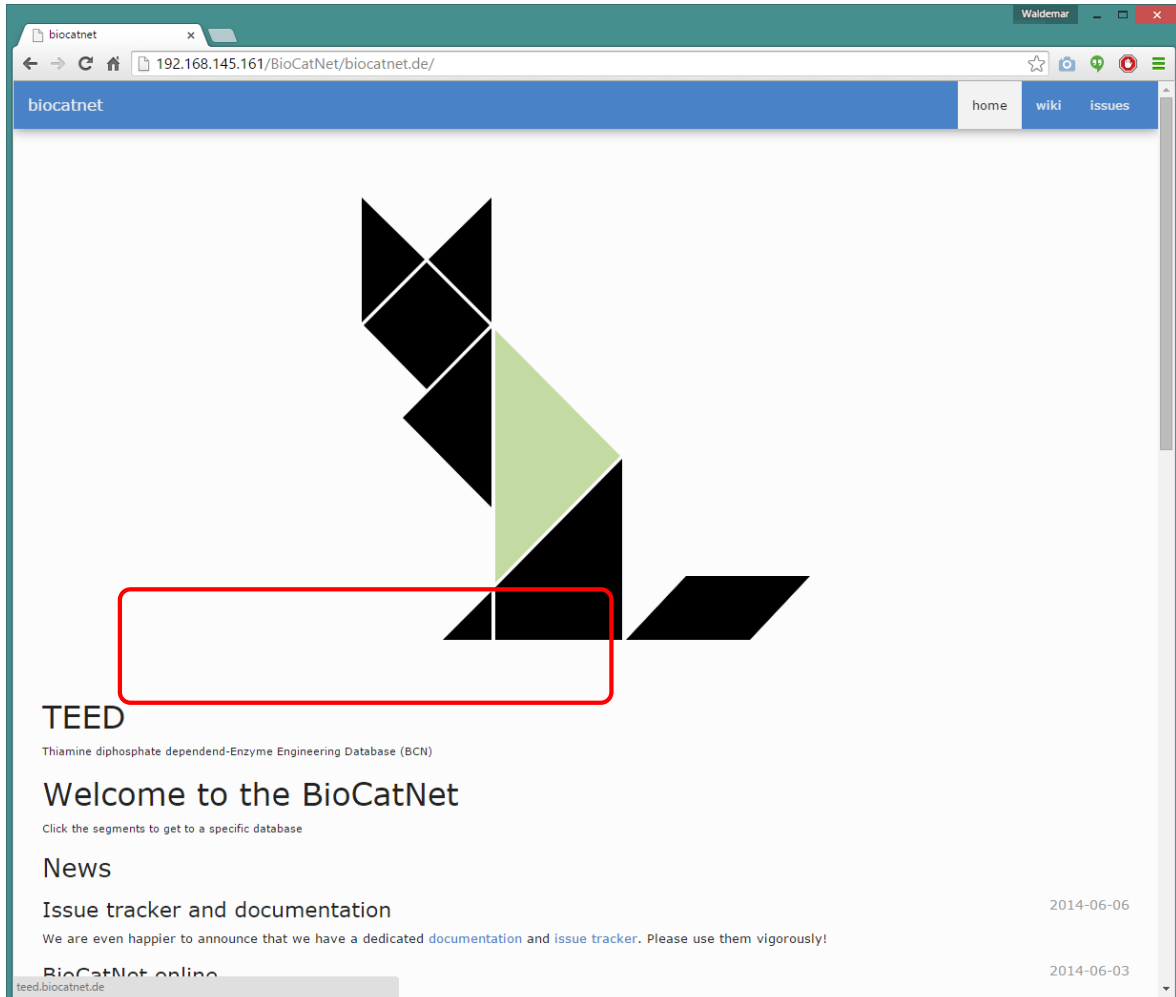 Waldemar
biocatnet
192.168.145.161/BioCatNet/biocatnet.de/
biocatnet home wiki issues
TEED
Thiamine diphosphate dependend-Enzyme Engineering Database (BCN)
Welcome to the BioCatNet
Click the segments to get to a specific database
News
Issue tracker and documentation 2014-06-06
We are even happier to announce that we have a dedicated documentation and issue tracker. Please use them vigorously!
BioCatNet online 2014-06-03
teed.biocatnet.de